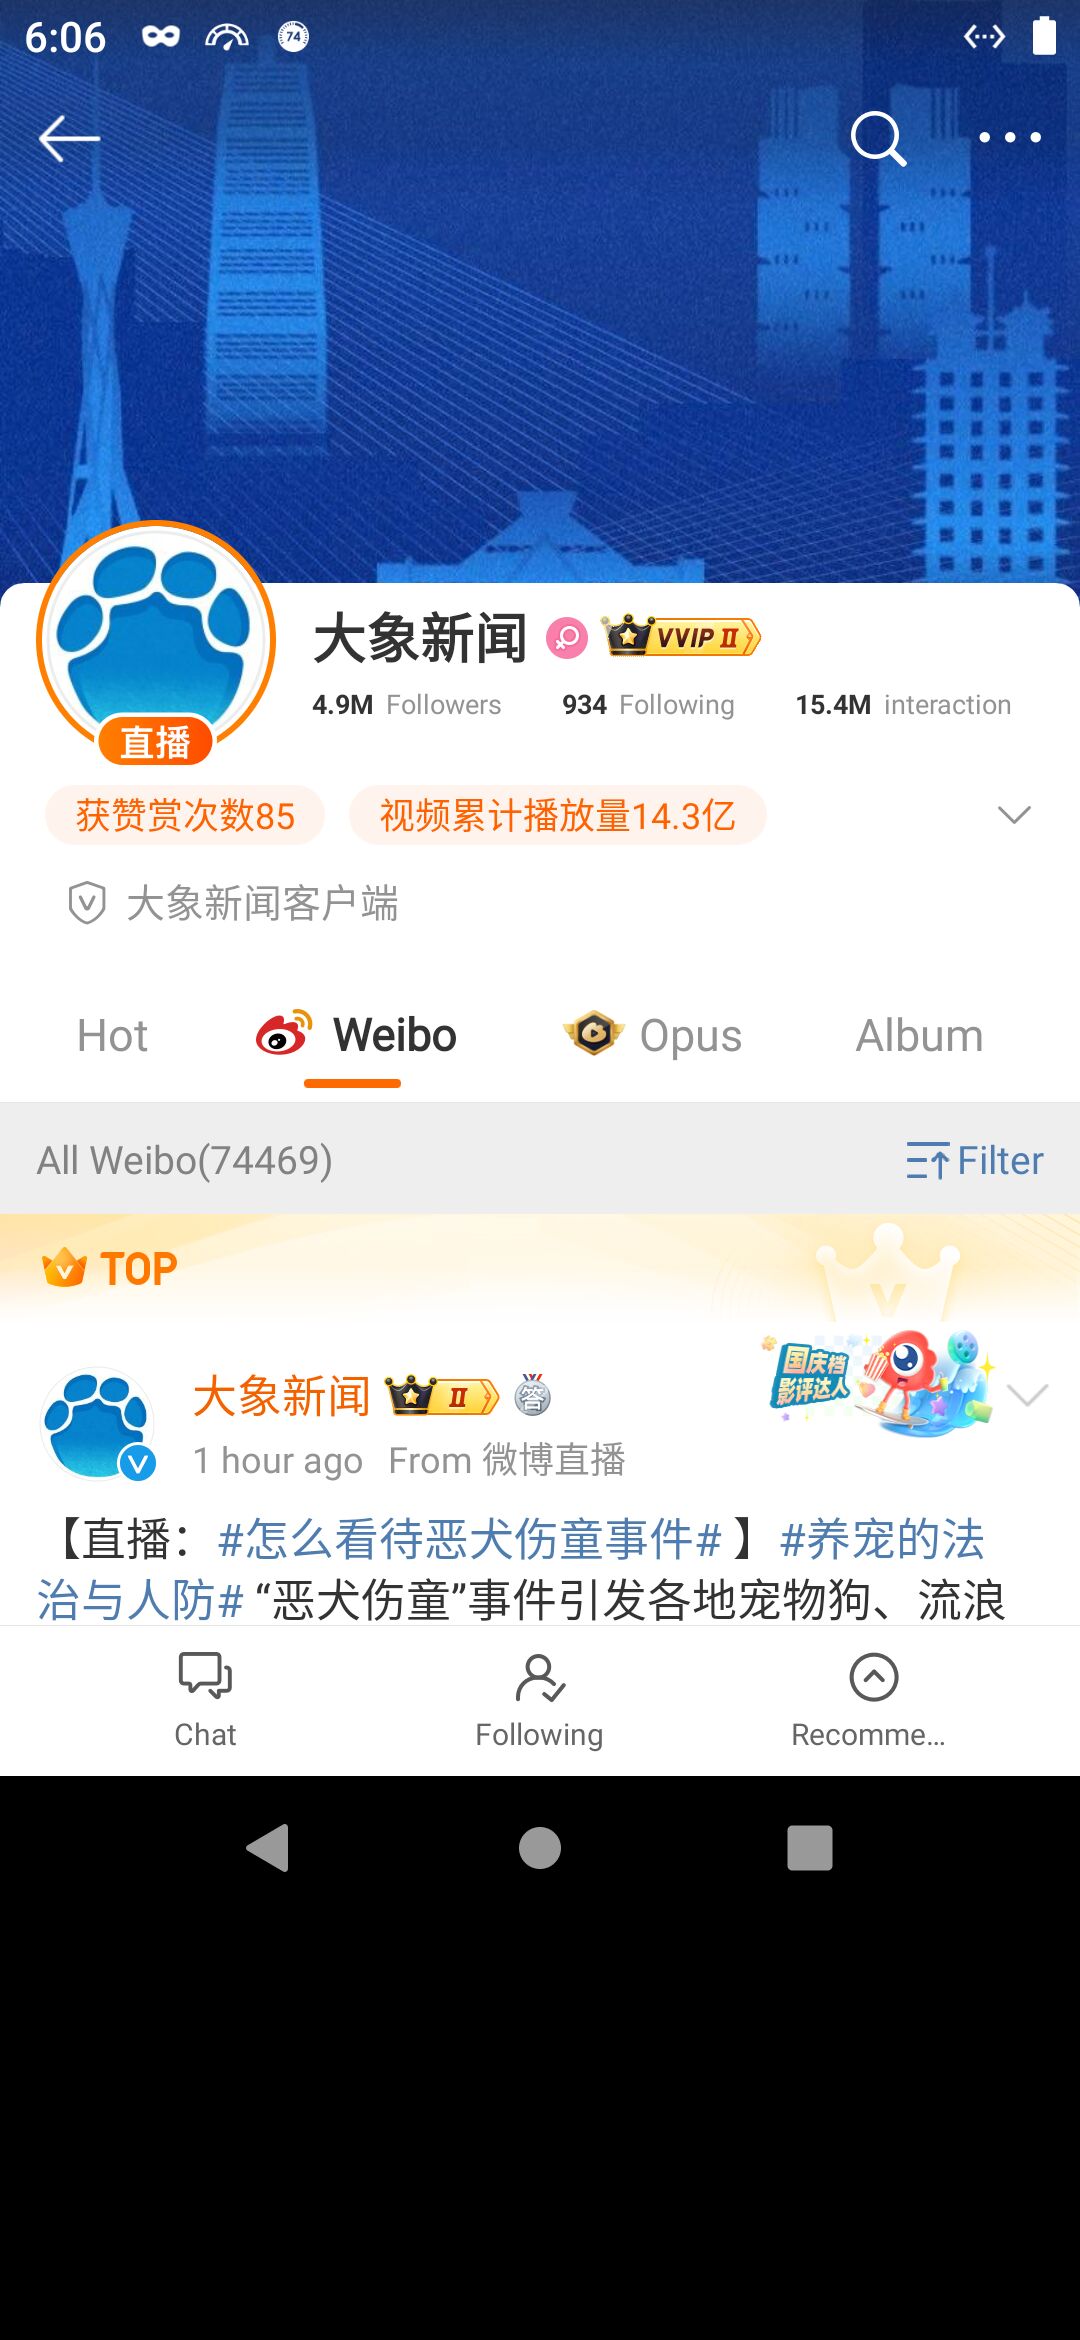 6:06
74
大象新闻 VVIP II
4.9M Followers 934 Following 15.4M interaction
直播
获赞赏次数85 视频累计播放量14.3亿
大象新闻客户端
Hot Weibo Opus Album
All Weibo(74469) Filter
TOP
国庆档
影评达人
大象新闻 II 答
1 hour ago From 微博直播
【直播：#怎么看待恶犬伤童事件# 】#养宠的法
治与人防# “恶犬伤童”事件引发各地宠物狗、流浪
Chat Following Recomme...